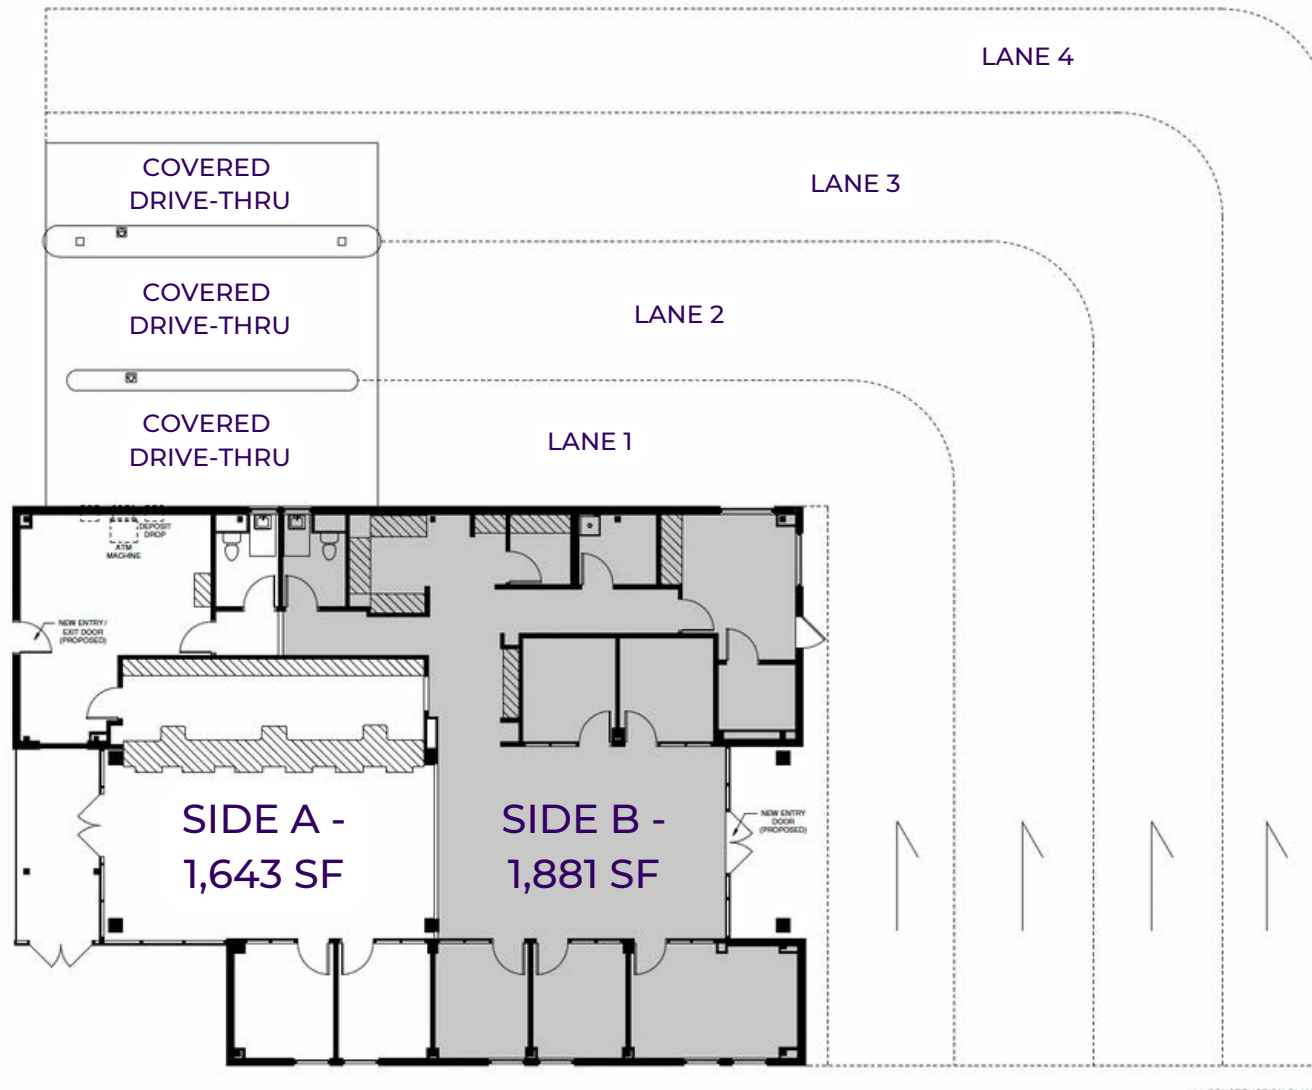 LANE 4
COVERED
DRIVE-THRU
LANE 3
COVERED
DRIVE-THRU
LANE 2
COVERED
DRIVE-THRU
LANE 1
DEPOSIT
DROP
ATM
MACHINE
NEW ENTRY /
EXIT DOOR
(PROPOSED)
SIDE A -
1,643 SF
SIDE B -
1,881 SF
NEW ENTRY
DOOR
(PROPOSED)